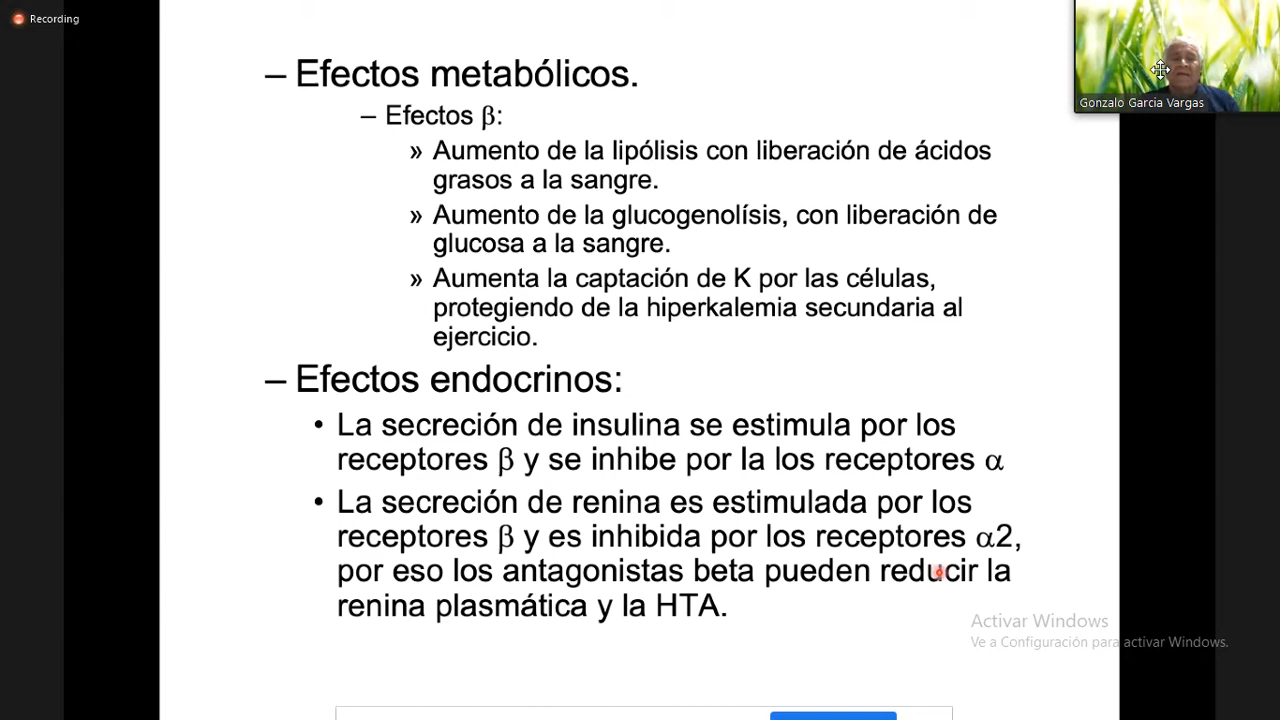 Recording
– Efectos metabólicos.
– Efectos β:
» Aumento de la lipólisis con liberación de ácidos
grasos a la sangre.
» Aumento de la glucogenolísis, con liberación de
glucosa a la sangre.
» Aumenta la captación de K por las células,
protegiendo de la hiperkalemia secundaria al
ejercicio.
– Efectos endocrinos:
• La secreción de insulina se estimula por los
receptores β y se inhibe por la los receptores α
• La secreción de renina es estimulada por los
receptores β y es inhibida por los receptores α2,
por eso los antagonistas beta pueden reducir la
renina plasmática y la HTA.
Gonzalo García Vargas
Activar Windows
Ve a Configuración para activar Windows.